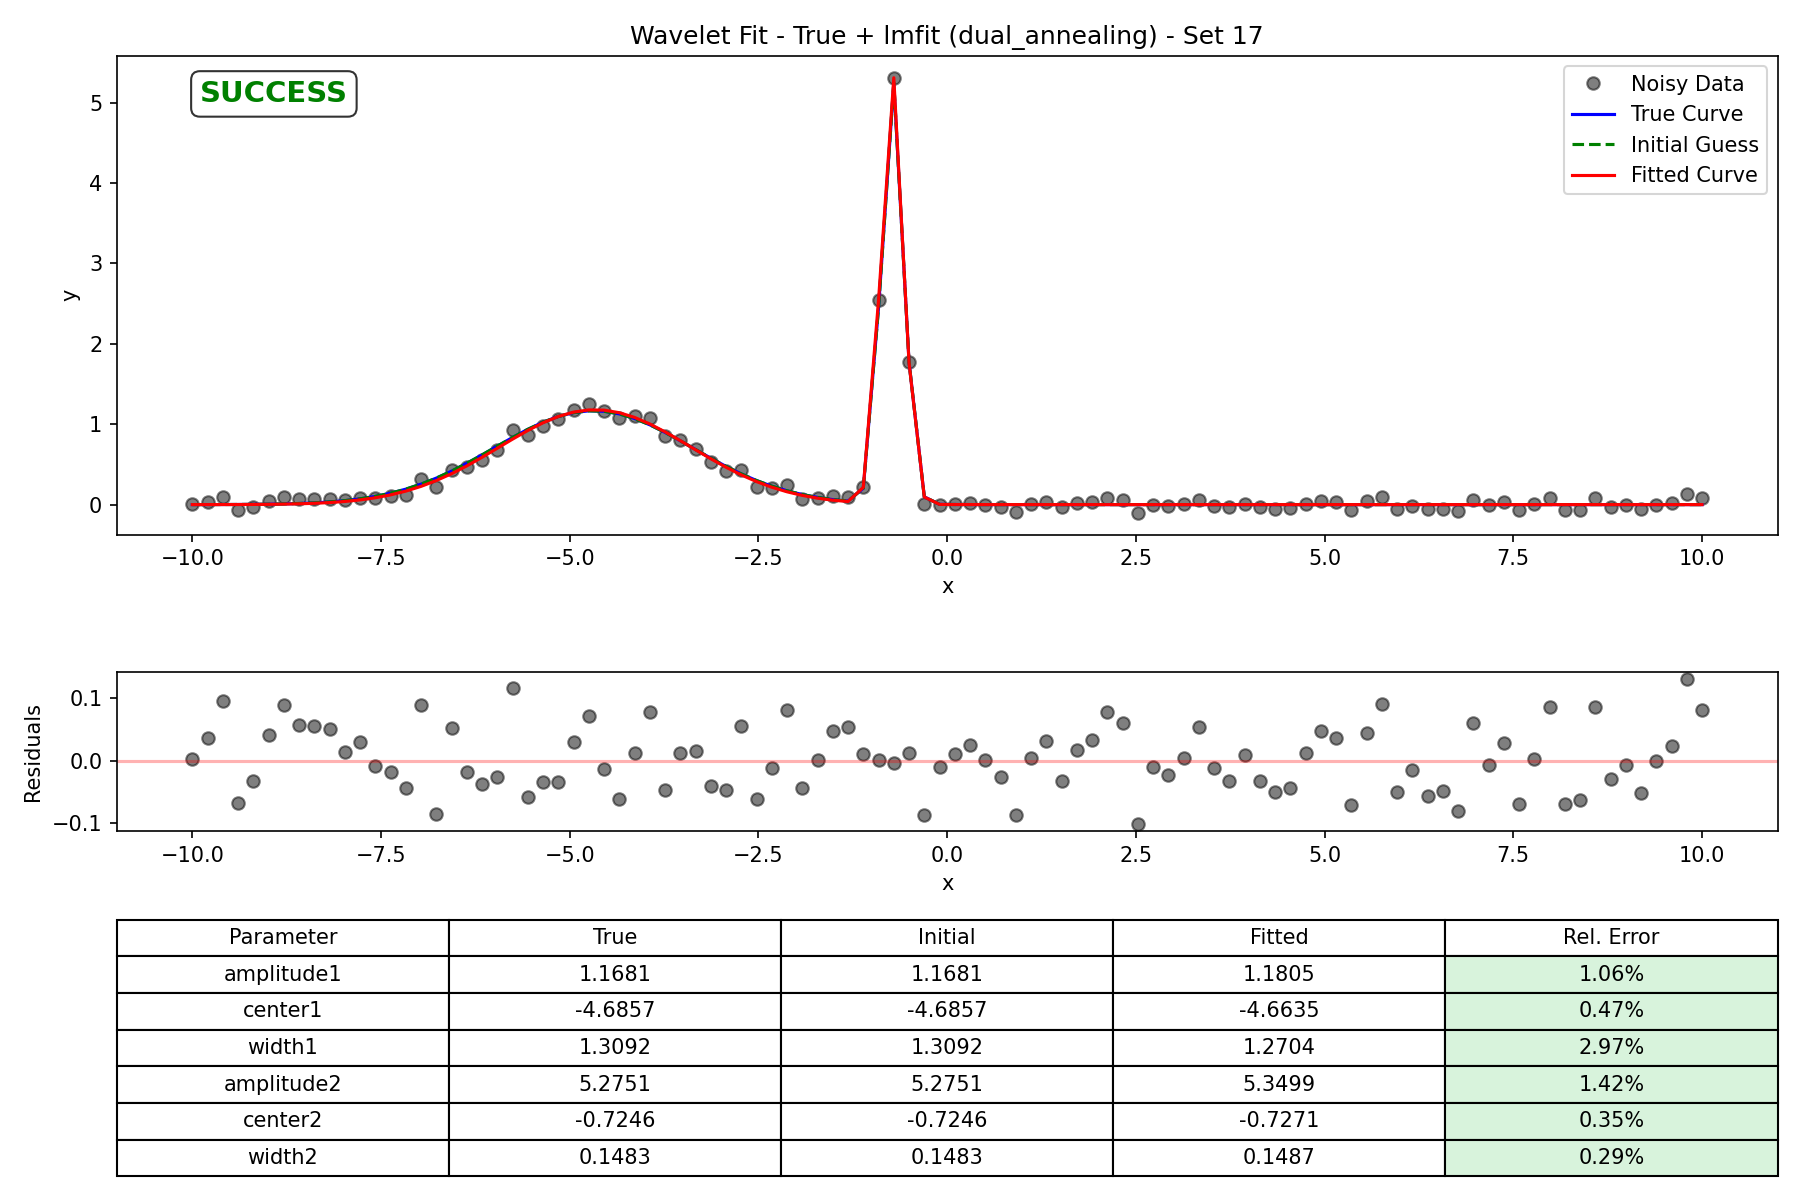 Wavelet Fit - True + lmfit (dual_annealing) - Set 17
SUCCESS
Noisy Data
True Curve
Initial Guess
Fitted Curve
y
5
4
3
2
1
0
−10.0 −7.5 −5.0 −2.5 0.0 2.5 5.0 7.5 10.0
x
Residuals
0.1
0.0
−0.1
−10.0 −7.5 −5.0 −2.5 0.0 2.5 5.0 7.5 10.0
x
Parameter True Initial Fitted Rel. Error
amplitude1 1.1681 1.1681 1.1805 1.06%
center1 -4.6857 -4.6857 -4.6635 0.47%
width1 1.3092 1.3092 1.2704 2.97%
amplitude2 5.2751 5.2751 5.3499 1.42%
center2 -0.7246 -0.7246 -0.7271 0.35%
width2 0.1483 0.1483 0.1487 0.29%